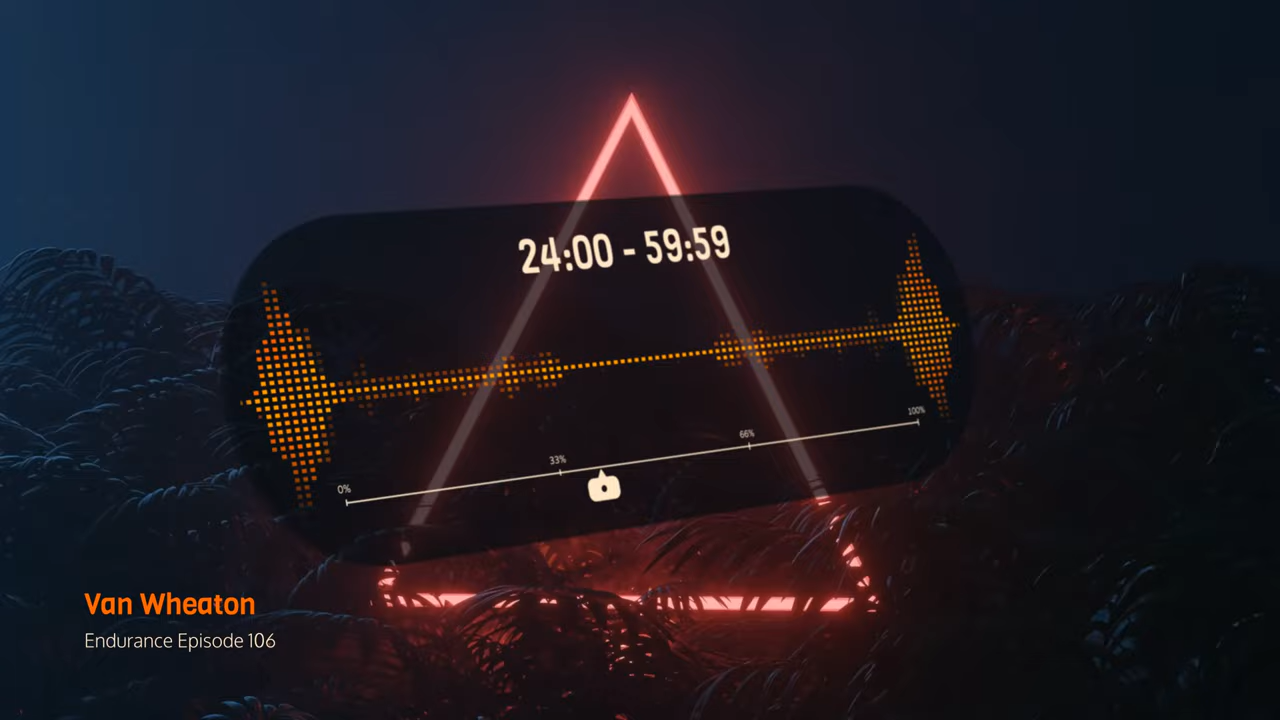 24:00 - 59:59
0%
33%
66%
100%
Van Wheaton
Endurance Episode 106